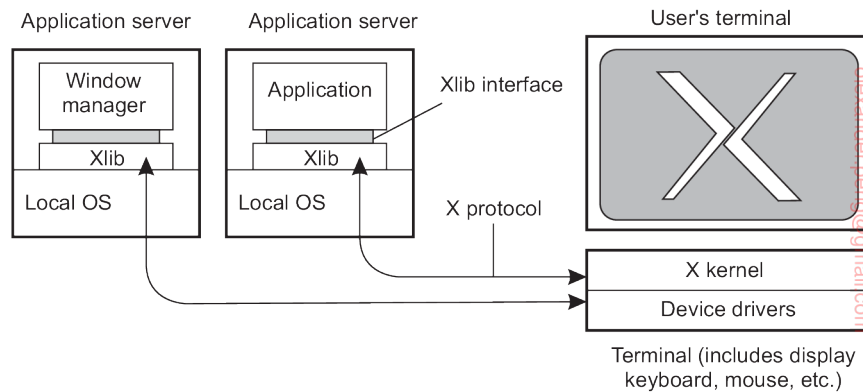 Application server
Application server
User's terminal
Window
manager
Application
Xlib interface
Xlib
Xlib
Local OS
Local OS
X protocol
X kernel
Device drivers
Terminal (includes display
keyboard, mouse, etc.)